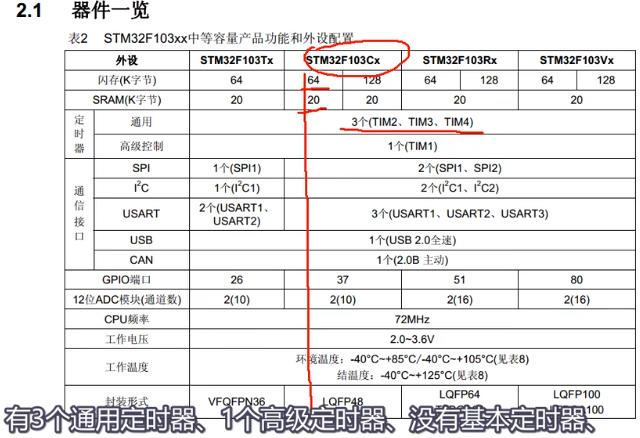 2.1 器件一览
表2 STM32F103xx中等容量产品功能和外设配置
外设 STM32F103Tx STM32F103Cx STM32F103Rx STM32F103Vx
闪存(K字节) 64 64 128 64 128 64 128
SRAM(K字节) 20 20 20 20 20
定时器 通用 3个(TIM2、TIM3、TIM4)
高级控制 1个(TIM1)
通信接口 SPI 1个(SPI1) 2个(SPI1、SPI2)
I²C 1个(I²C1) 2个(I²C1、I²C2)
USART 2个(USART1、USART2) 3个(USART1、USART2、USART3)
USB 1个(USB 2.0全速)
CAN 1个(2.0B 主动)
GPIO端口 26 37 51 80
12位ADC模块(通道数) 2(10) 2(10) 2(16) 2(16)
CPU频率 72MHz
工作电压 2.0~3.6V
工作温度 环境温度：-40°C~+85°C/-40°C~+105°C(见表8)
结温度：-40°C~+125°C(见表8)
封装形式 VFQFPN36 LQFP48 LQFP64 LQFP100
有3个通用定时器、1个高级定时器、没有基本定时器、